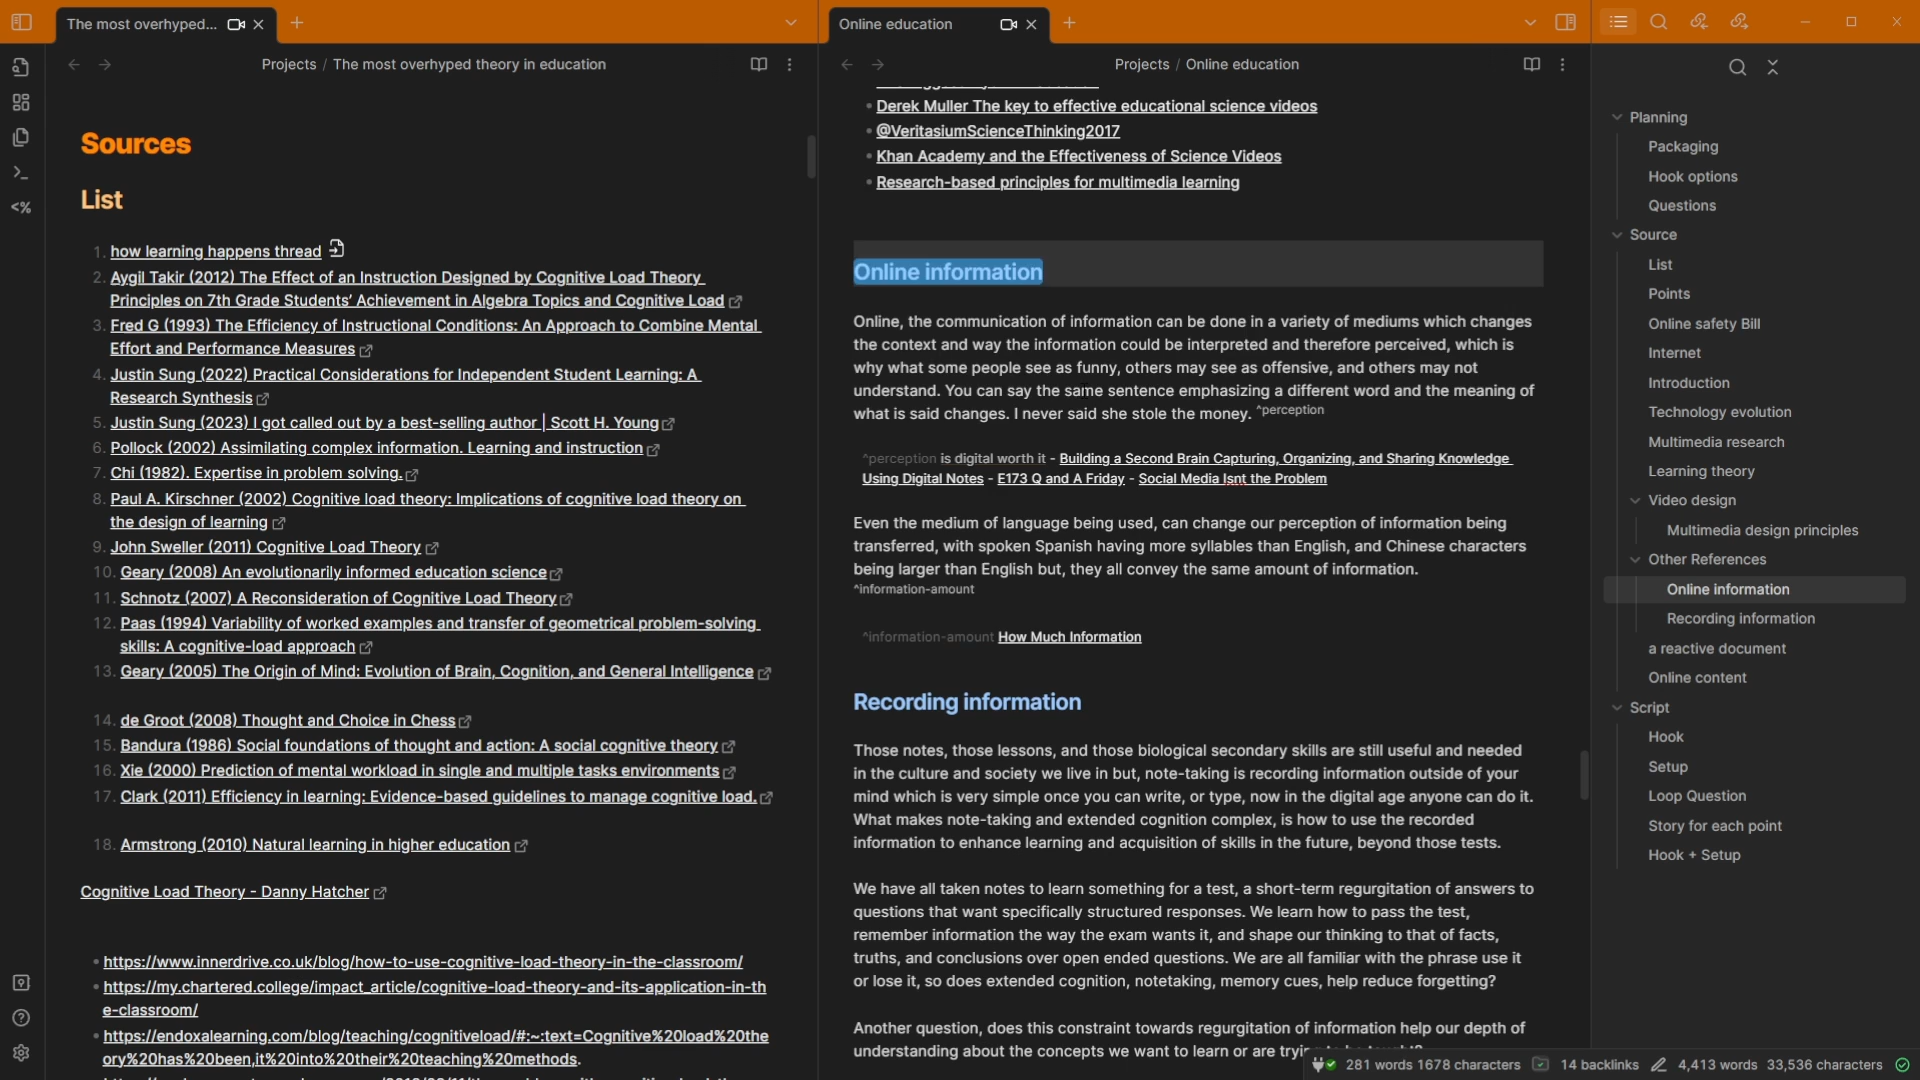 The most overhyped...
Online education
Projects / The most overhyped theory in education
Sources
List
1. how learning happens thread
2. Aygil Takir (2012) The Effect of an Instruction Designed by Cognitive Load Theory
Principles on 7th Grade Students' Achievement in Algebra Topics and Cognitive Load
3. Fred G (1993) The Efficiency of Instructional Conditions: An Approach to Combine Mental
Effort and Performance Measures
4. Justin Sung (2022) Practical Considerations for Independent Student Learning: A
Research Synthesis
5. Justin Sung (2023) I got called out by a best-selling author | Scott H. Young
6. Pollock (2002) Assimilating complex information. Learning and instruction
7. Chi (1982). Expertise in problem solving.
8. Paul A. Kirschner (2002) Cognitive load theory: Implications of cognitive load theory on
the design of learning
9. John Sweller (2011) Cognitive Load Theory
10. Geary (2008) An evolutionarily informed education science
11. Schnotz (2007) A Reconsideration of Cognitive Load Theory
12. Paas (1994) Variability of worked examples and transfer of geometrical problem-solving
skills: A cognitive-load approach
13. Geary (2005) The Origin of Mind: Evolution of Brain, Cognition, and General Intelligence
14. de Groot (2008) Thought and Choice in Chess
15. Bandura (1986) Social foundations of thought and action: A social cognitive theory
16. Xie (2000) Prediction of mental workload in single and multiple tasks environments
17. Clark (2011) Efficiency in learning: Evidence-based guidelines to manage cognitive load.
18. Armstrong (2010) Natural learning in higher education
Cognitive Load Theory - Danny Hatcher
https://www.innerdrive.co.uk/blog/how-to-use-cognitive-load-theory-in-the-classroom/
https://my.chartered.college/impact_article/cognitive-load-theory-and-its-application-in-th
e-classroom/
https://endoxalearning.com/blog/teaching/cognitiveload/#:~:text=Cognitive%20load%20the
ory%20has%20been,it%20into%20their%20teaching%20methods.
Projects / Online education
Derek Muller The key to effective educational science videos
@VeritasiumScienceThinking2017
Khan Academy and the Effectiveness of Science Videos
Research-based principles for multimedia learning
Online information
Online, the communication of information can be done in a variety of mediums which changes
the context and way the information could be interpreted and therefore perceived, which is
why what some people see as funny, others may see as offensive, and others may not
understand. You can say the same sentence emphasizing a different word and the meaning of
what is said changes. I never said she stole the money. ^perception
^perception is digital worth it - Building a Second Brain Capturing, Organizing, and Sharing Knowledge
Using Digital Notes - E173 Q and A Friday - Social Media Isnt the Problem
Even the medium of language being used, can change our perception of information being
transferred, with spoken Spanish having more syllables than English, and Chinese characters
being larger than English but, they all convey the same amount of information.
^information-amount
^information-amount How Much Information
Recording information
Those notes, those lessons, and those biological secondary skills are still useful and needed
in the culture and society we live in but, note-taking is recording information outside of your
mind which is very simple once you can write, or type, now in the digital age anyone can do it.
What makes note-taking and extended cognition complex, is how to use the recorded
information to enhance learning and acquisition of skills in the future, beyond those tests.
We have all taken notes to learn something for a test, a short-term regurgitation of answers to
questions that want specifically structured responses. We learn how to pass the test,
remember information the way the exam wants it, and shape our thinking to that of facts,
truths, and conclusions over open ended questions. We are all familiar with the phrase use it
or lose it, so does extended cognition, notetaking, memory cues, help reduce forgetting?
Another question, does this constraint towards regurgitation of information help our depth of
understanding about the concepts we want to learn or are
Planning
Packaging
Hook options
Questions
Source
List
Points
Online safety Bill
Internet
Introduction
Technology evolution
Multimedia research
Learning theory
Video design
Multimedia design principles
Other References
Online information
Recording information
a reactive document
Online content
Script
Hook
Setup
Loop Question
Story for each point
Hook + Setup
281 words 1678 characters 14 backlinks 4,413 words 33,536 characters